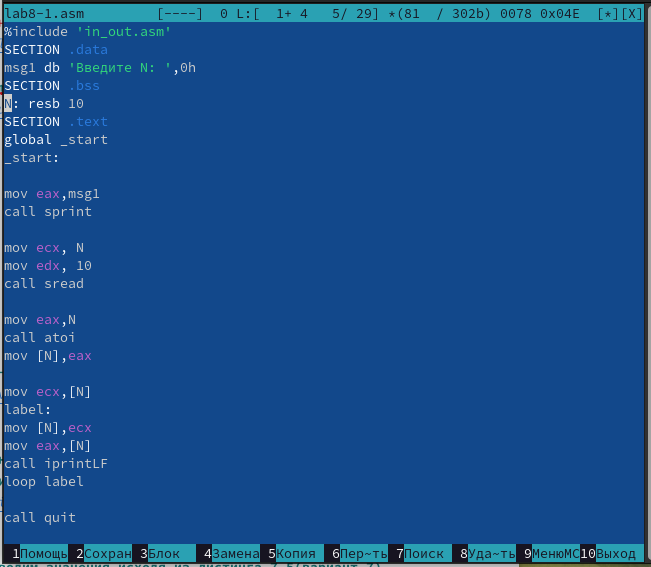 lab8-1.asm [----] 0 L:[ 1+ 4 5/ 29] *(81 / 302b) 0078 0x04E [*][X]
%include 'in_out.asm'
SECTION .data
msg1 db 'Введите N: ',0h
SECTION .bss
N: resb 10
SECTION .text
global _start
_start:
mov eax,msg1
call sprint
mov ecx, N
mov edx, 10
call sread
mov eax,N
call atoi
mov [N],eax
mov ecx,[N]
label:
mov [N],ecx
mov eax,[N]
call iprintLF
loop label
call quit
1Помощь 2Сохран 3Блок 4Замена 5Копия 6Пер~ть 7Поиск 8Уда~ть 9МенюMC 10Выход